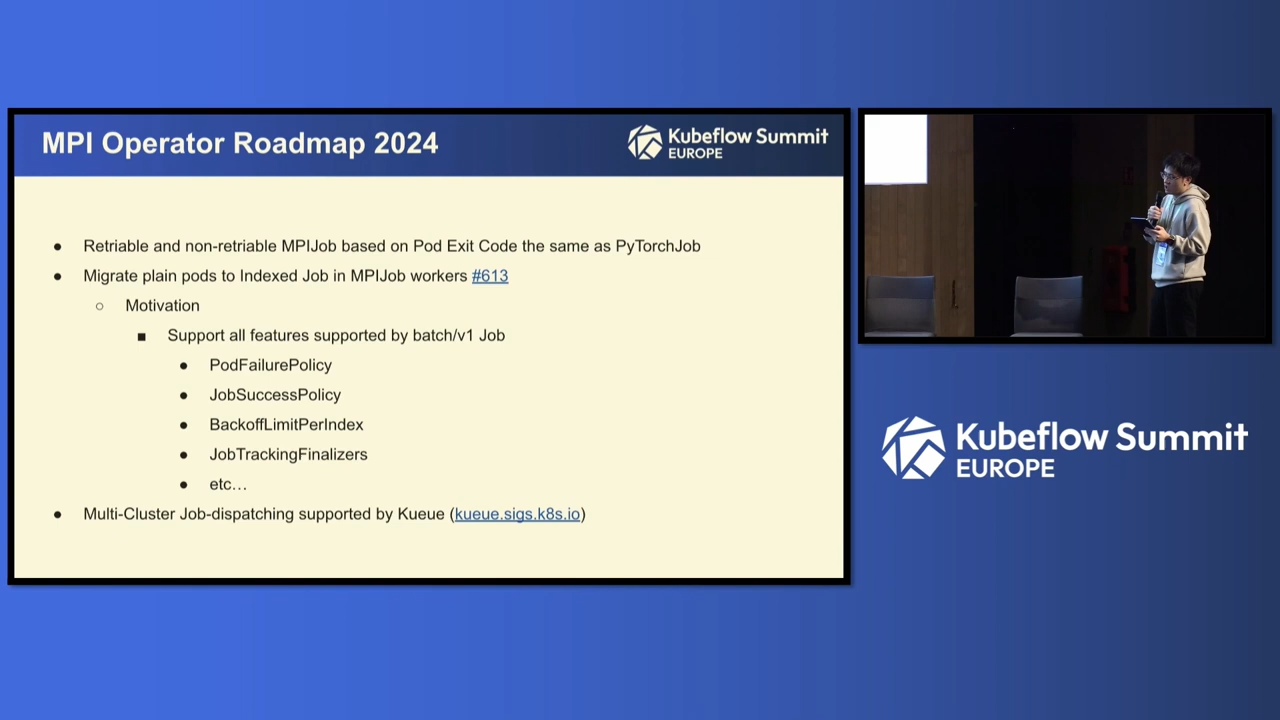 MPI Operator Roadmap 2024
Kubeflow Summit
EUROPE
● Retriable and non-retriable MPIJob based on Pod Exit Code the same as PyTorchJob
● Migrate plain pods to Indexed Job in MPIJob workers #613
○ Motivation
■ Support all features supported by batch/v1 Job
● PodFailurePolicy
● JobSuccessPolicy
● BackoffLimitPerIndex
● JobTrackingFinalizers
● etc…
● Multi-Cluster Job-dispatching supported by Kueue (kueue.sigs.k8s.io)
Kubeflow Summit
EUROPE